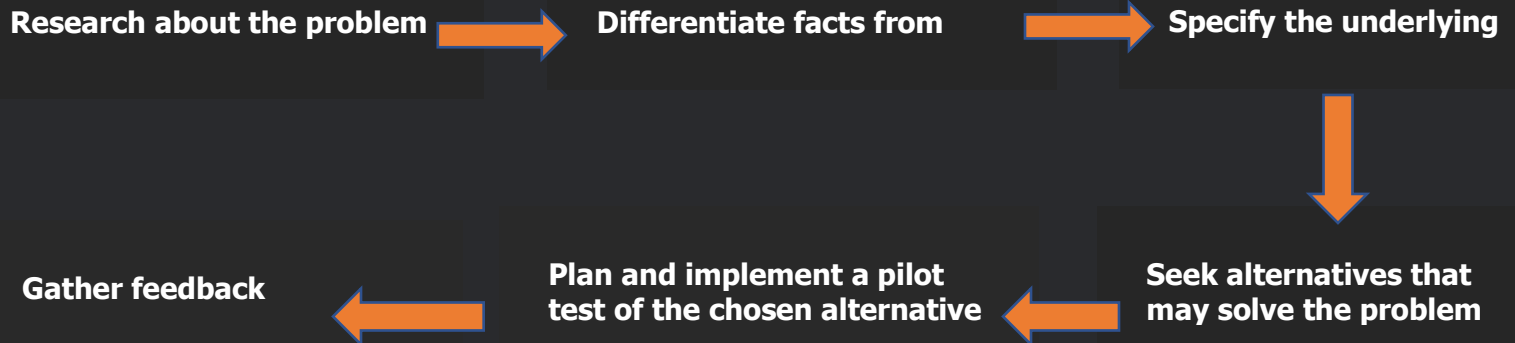 Research about the problem
Differentiate facts from
Specify the underlying
Seek alternatives that
may solve the problem
Plan and implement a pilot
test of the chosen alternative
Gather feedback